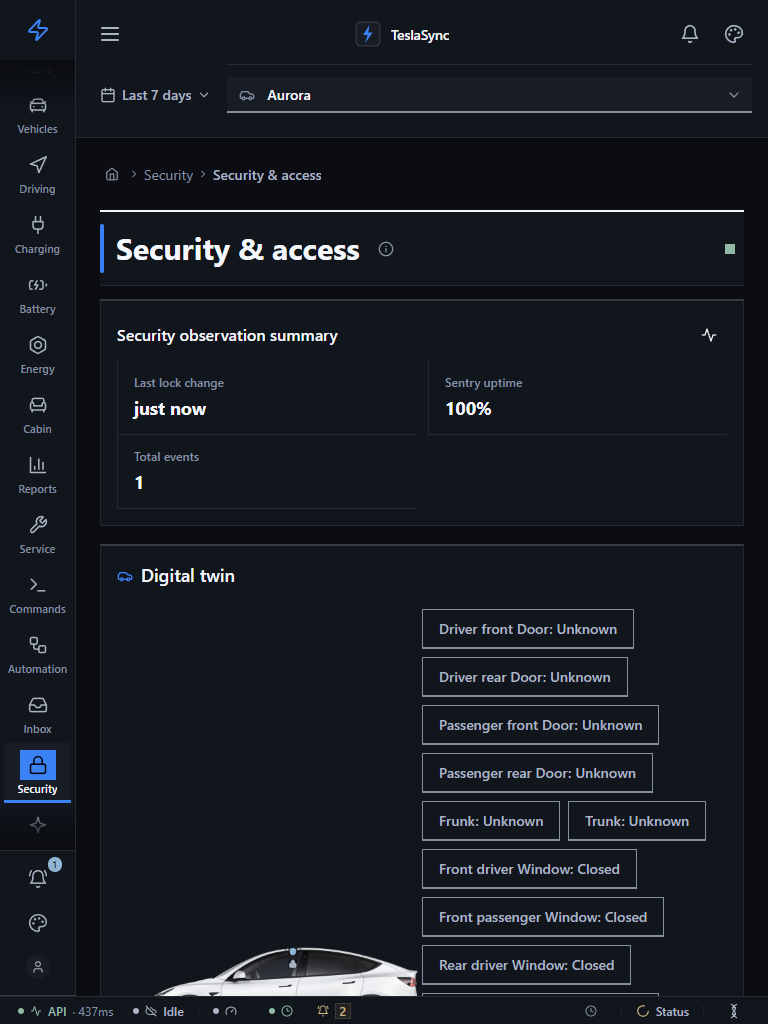 TeslaSync
Last 7 days
Aurora
Vehicles
Driving
Charging
Battery
Energy
Cabin
Reports
Service
Commands
Automation
Inbox
Security
1
Security
Security & access
Security & access
Security observation summary
Last lock change
just now
Sentry uptime
100%
Total events
1
Digital twin
Driver front Door: Unknown
Driver rear Door: Unknown
Passenger front Door: Unknown
Passenger rear Door: Unknown
Frunk: Unknown
Trunk: Unknown
Front driver Window: Closed
Front passenger Window: Closed
Rear driver Window: Closed
API · 437ms
Idle
2
Status